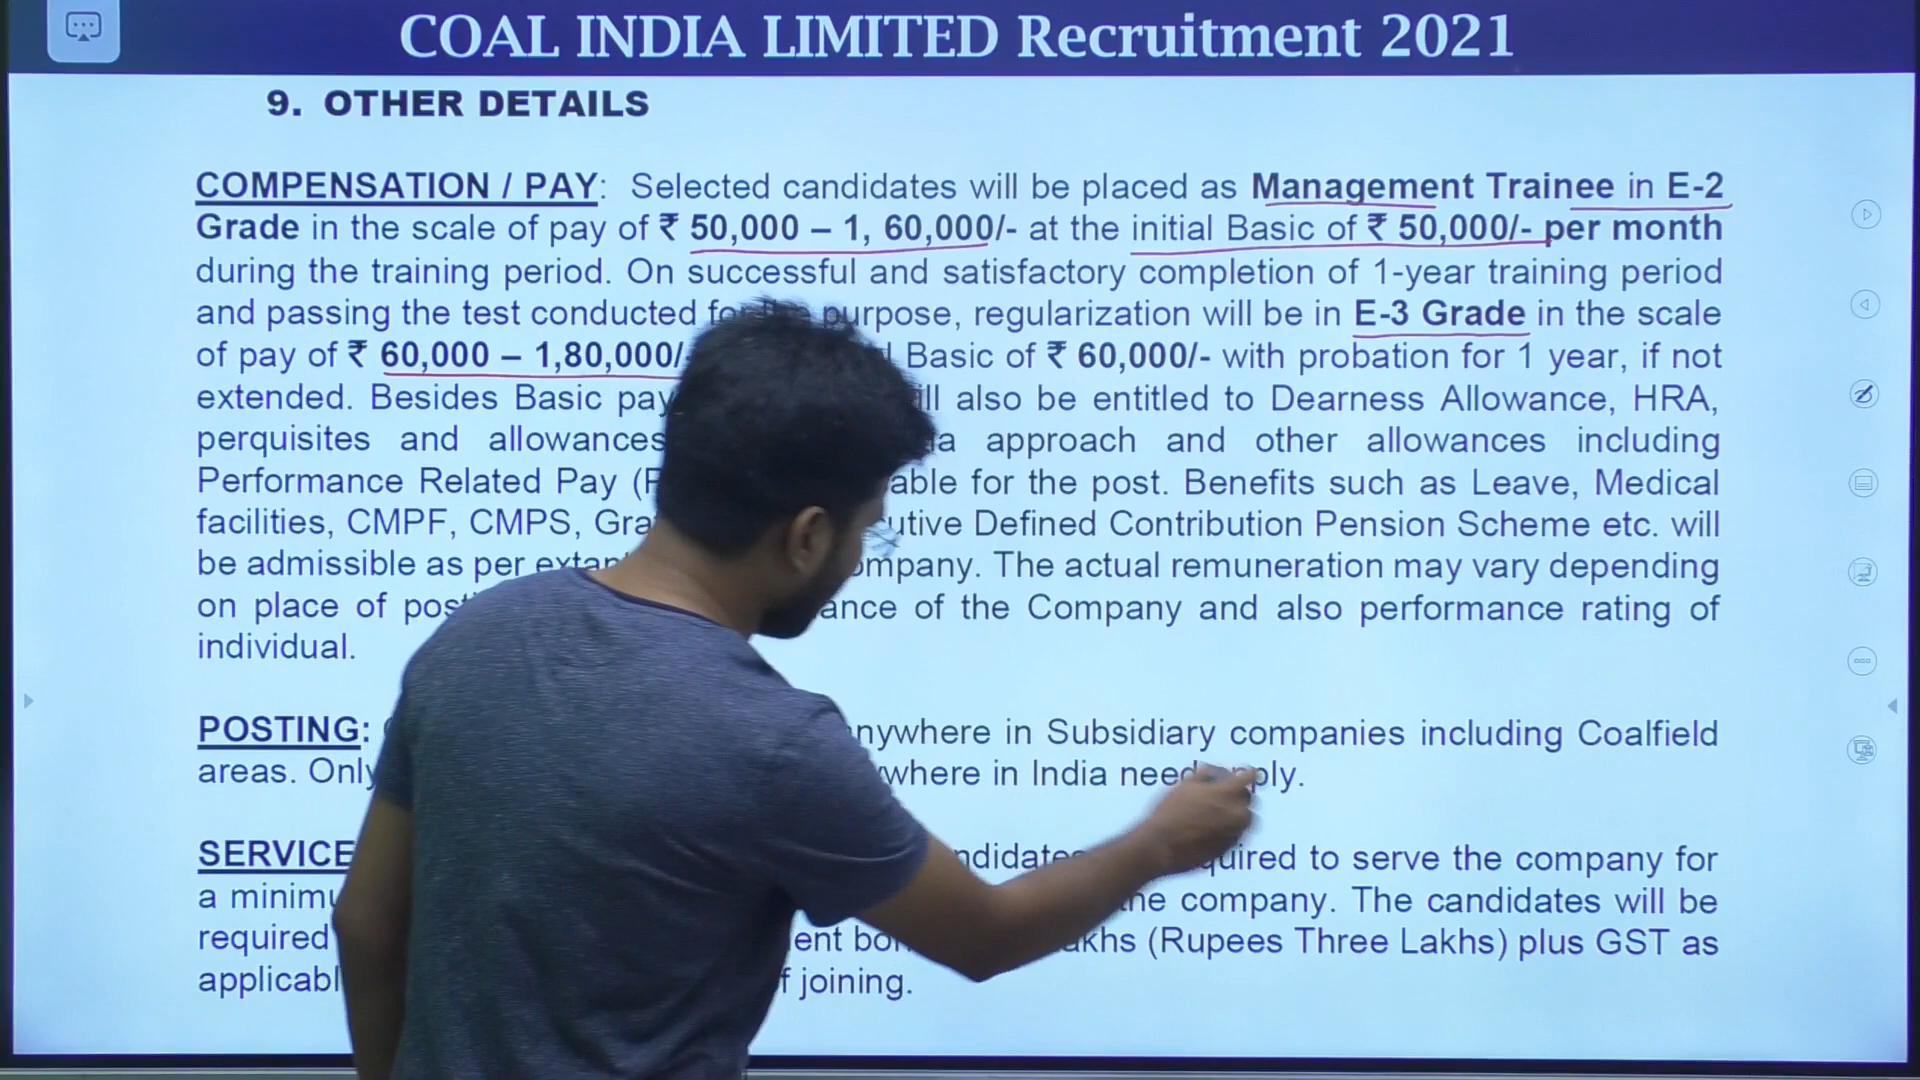 COAL INDIA LIMITED Recruitment 2021
9. OTHER DETAILS
COMPENSATION / PAY: Selected candidates will be placed as Management Trainee in E-2
Grade in the scale of pay of ₹ 50,000 – 1, 60,000/- at the initial Basic of ₹ 50,000/- per month
during the training period. On successful and satisfactory completion of 1-year training period
and passing the test conducted purpose, regularization will be in E-3 Grade in the scale
of pay of ₹ 60,000 – 1,80,000/ Basic of ₹ 60,000/- with probation for 1 year, if not
extended. Besides Basic pay also be entitled to Dearness Allowance, HRA,
perquisites and allowances approach and other allowances including
Performance Related Pay for the post. Benefits such as Leave, Medical
facilities, CMPF, CMPS, Defined Contribution Pension Scheme etc. will
be admissible as per company. The actual remuneration may vary depending
on place of of the Company and also performance rating of
individual.
POSTING: anywhere in Subsidiary companies including Coalfield
areas. Only in India need apply.
SERVICE required to serve the company for
a the company. The candidates will be
required (Rupees Three Lakhs) plus GST as
joining.